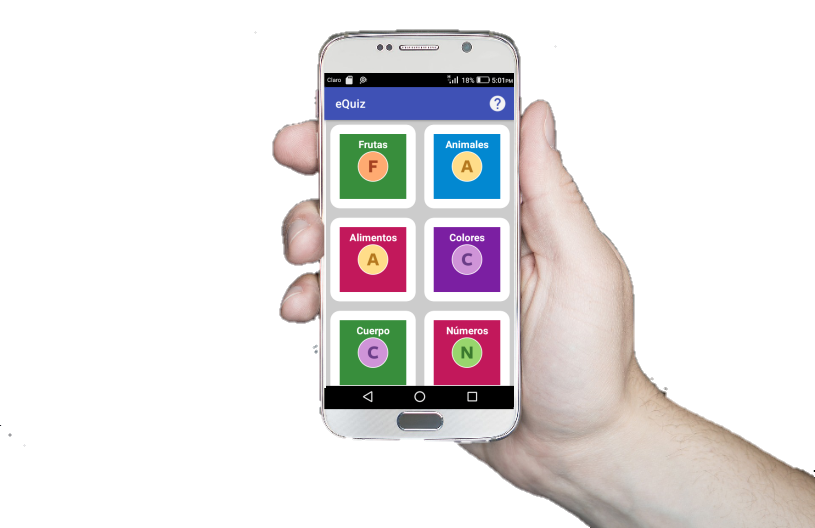 Claro 18% 5:01PM
eQuiz ?
Frutas Animales
F A
Alimentos Colores
A C
Cuerpo Números
C N